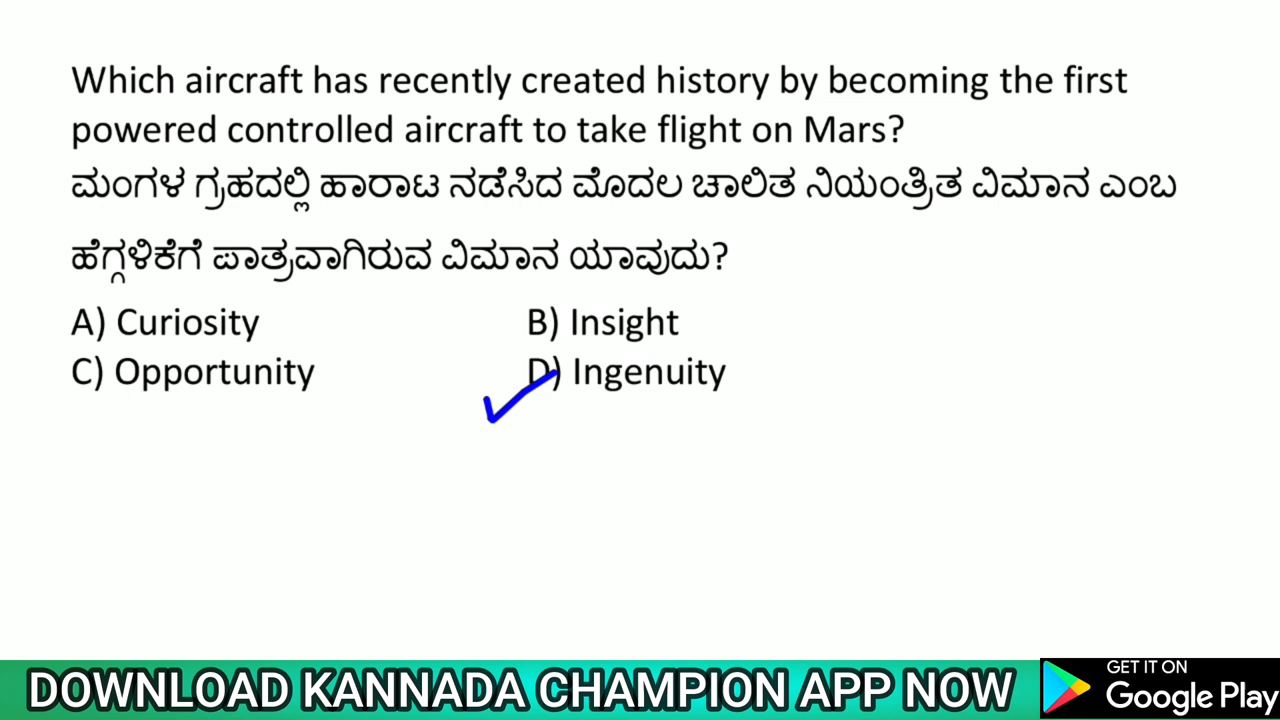 Which aircraft has recently created history by becoming the first
powered controlled aircraft to take flight on Mars?
ಮಂಗಳ ಗ್ರಹದಲ್ಲಿ ಹಾರಾಟ ನಡೆಸಿದ ಮೊದಲ ಚಾಲಿತ ನಿಯಂತ್ರಿತ ವಿಮಾನ ಎಂಬ
ಹೆಗ್ಗಳಿಕೆಗೆ ಪಾತ್ರವಾಗಿರುವ ವಿಮಾನ ಯಾವುದು?
A) Curiosity B) Insight
C) Opportunity D) Ingenuity
DOWNLOAD KANNADA CHAMPION APP NOW
GET IT ON
Google Play